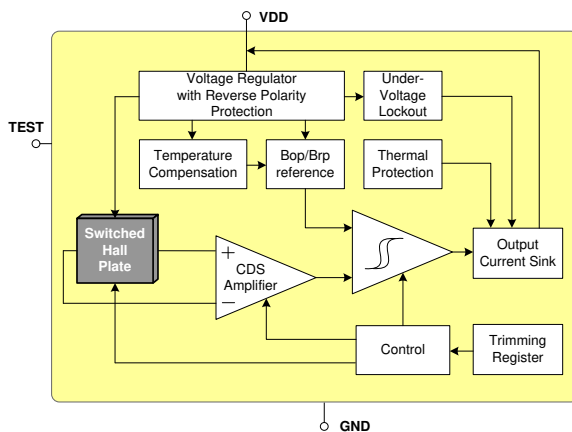 VDD
Voltage Regulator
with Reverse Polarity
Protection
Under-
Voltage
Lockout
TEST
Temperature
Compensation
Bop/Brp
reference
Thermal
Protection
Switched
Hall
Plate
+
CDS
Amplifier
−
Output
Current Sink
Control
Trimming
Register
GND